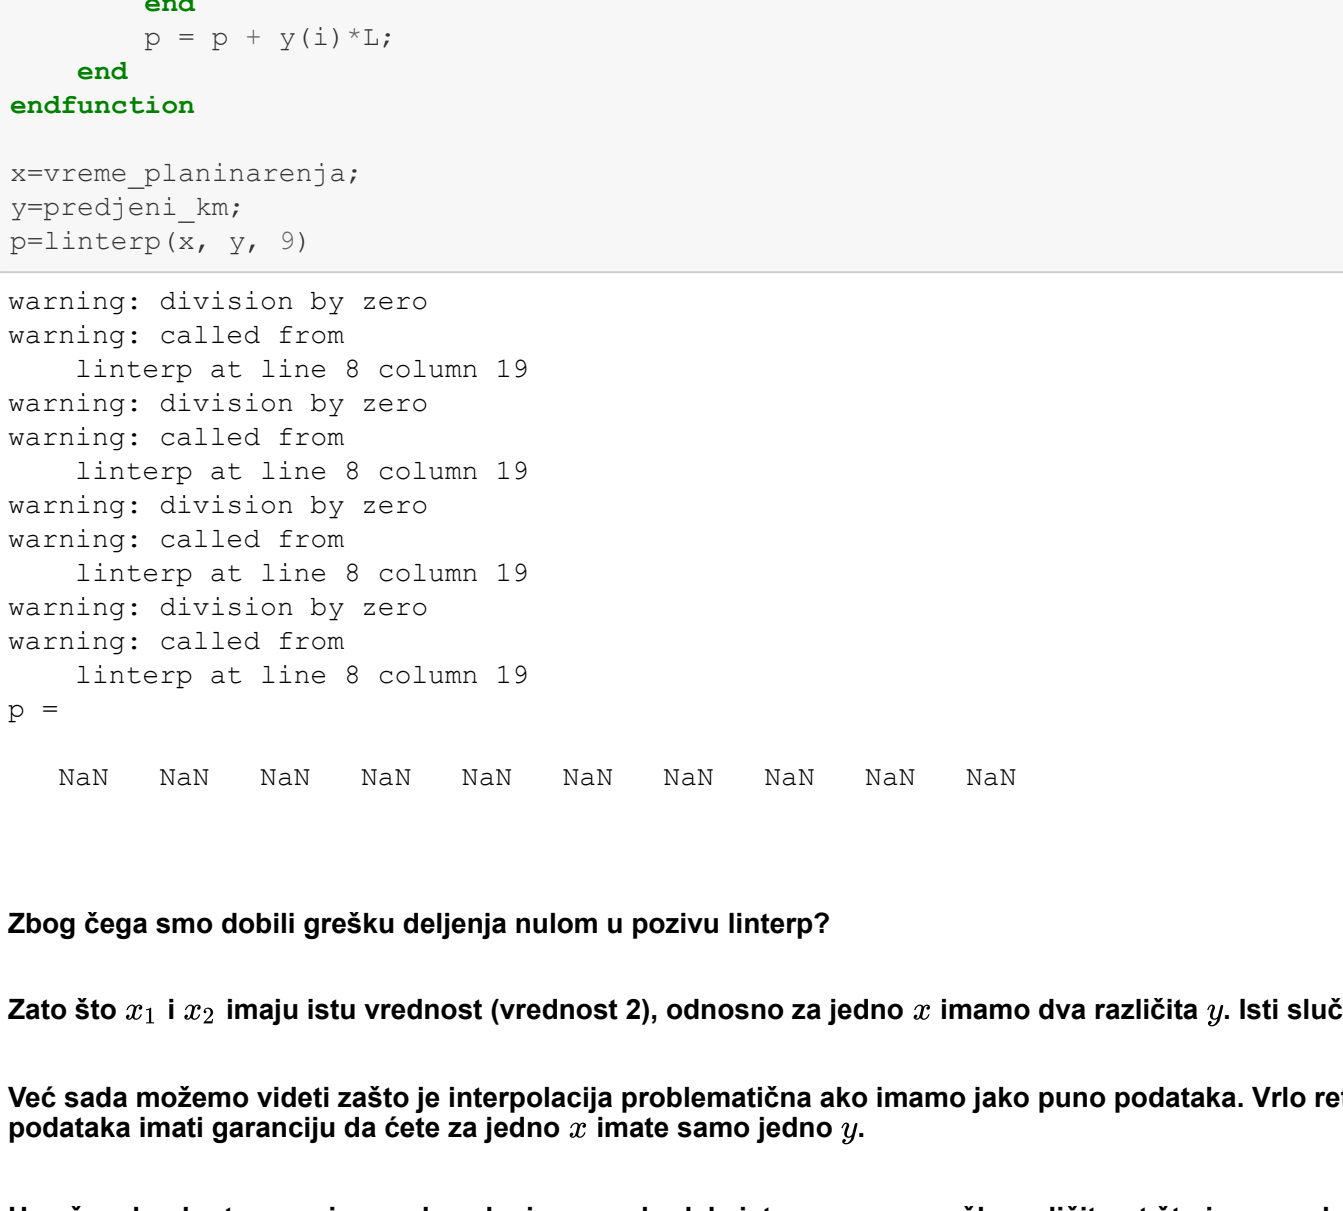 end
p = p + y(i)*L;
end
endfunction
x=vreme_planinarenja;
y=predjeni_km;
p=linterp(x, y, 9)
warning: division by zero
warning: called from
linterp at line 8 column 19
warning: division by zero
warning: called from
linterp at line 8 column 19
warning: division by zero
warning: called from
linterp at line 8 column 19
warning: division by zero
warning: called from
linterp at line 8 column 19
p =
NaN NaN NaN NaN NaN NaN NaN NaN NaN NaN
Zbog čega smo dobili grešku deljenja nulom u pozivu linterp?
Zato što x₁ i x₂ imaju istu vrednost (vrednost 2), odnosno za jedno x imamo dva različita y. Isti sluč
Već sada možemo videti zašto je interpolacija problematična ako imamo jako puno podataka. Vrlo ret
podataka imati garanciju da ćete za jedno x imate samo jedno y.